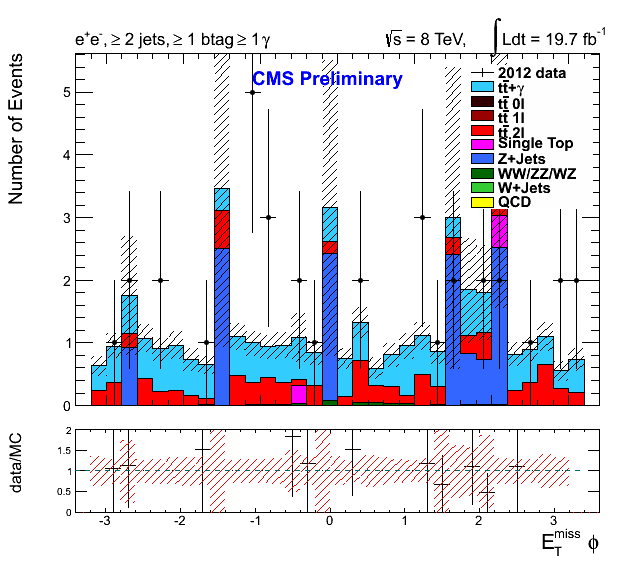 e⁺e⁻, ≥ 2 jets, ≥ 1 btag ≥ 1γ √s = 8 TeV, ∫Ldt = 19.7 fb⁻¹
CMS Preliminary
2012 data
tt̄+γ
tt̄ 0l
tt̄ 1l
tt̄ 2l
Single Top
Z+Jets
WW/ZZ/WZ
W+Jets
QCD
Number of Events
5
4
3
2
1
0
data/MC
2
1.5
1
0.5
0
-3 -2 -1 0 1 2 3
E_T^miss ϕ